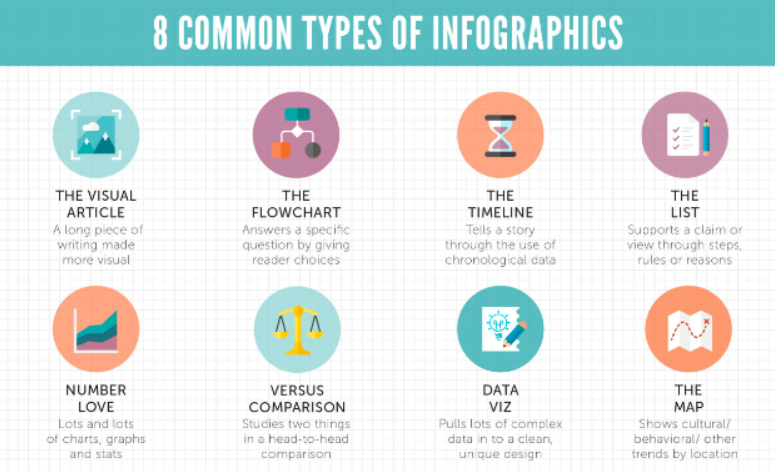 8 COMMON TYPES OF INFOGRAPHICS
THE VISUAL
ARTICLE
A long piece of
writing made
more visual
THE
FLOWCHART
Answers a specific
question by giving
reader choices
THE
TIMELINE
Tells a story
through the use of
chronological data
THE
LIST
Supports a claim or
view through steps,
rules or reasons
NUMBER
LOVE
Lots and lots
of charts, graphs
and stats
VERSUS
COMPARISON
Studies two things
in a head-to-head
comparison
DATA
VIZ
Pulls lots of complex
data in to a clean,
unique design
THE
MAP
Shows cultural/
behavioral/ other
trends by location